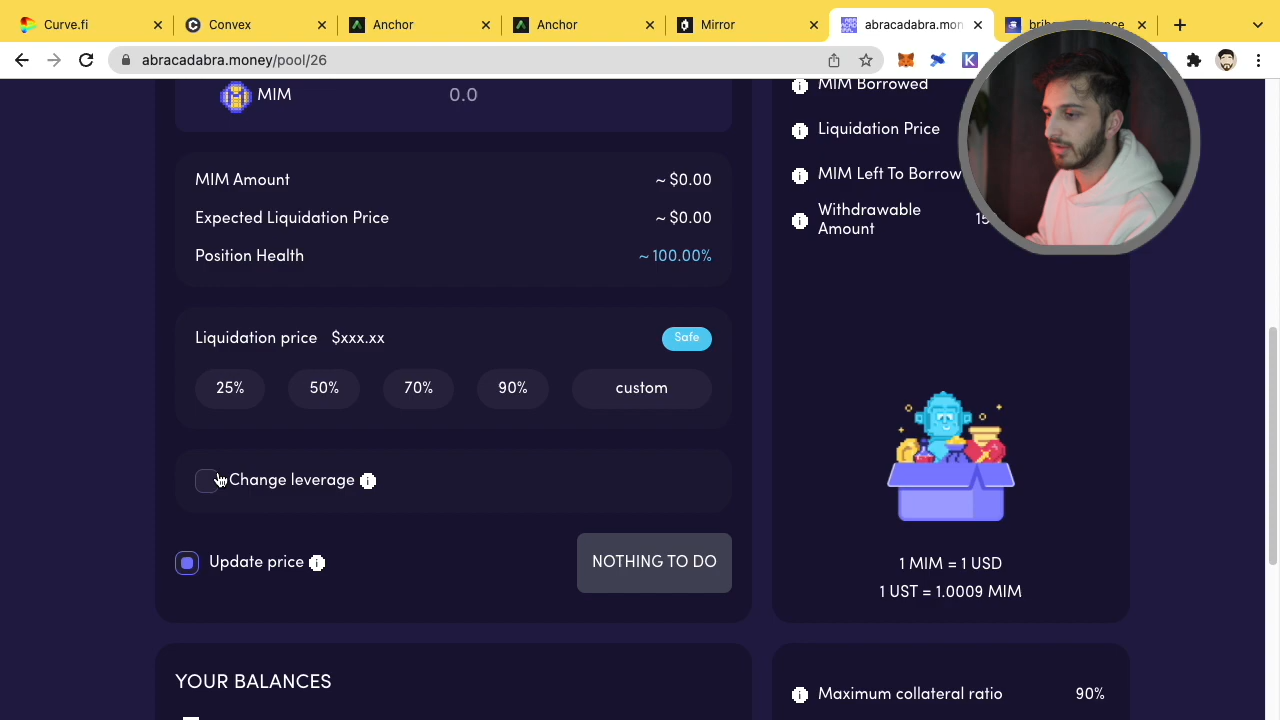 Curve.fi
Convex
Anchor
Anchor
Mirror
abracadabra.mon
abracadabra.money/pool/26
MIM
0.0
MIM Amount
~ $0.00
Expected Liquidation Price
~ $0.00
Position Health
~ 100.00%
Liquidation price $xxx.xx
Safe
25%
50%
70%
90%
custom
Change leverage
Update price
NOTHING TO DO
YOUR BALANCES
MIM Borrowed
Liquidation Price
MIM Left To Borrow
Withdrawable
Amount
1 MIM = 1 USD
1 UST = 1.0009 MIM
Maximum collateral ratio
90%